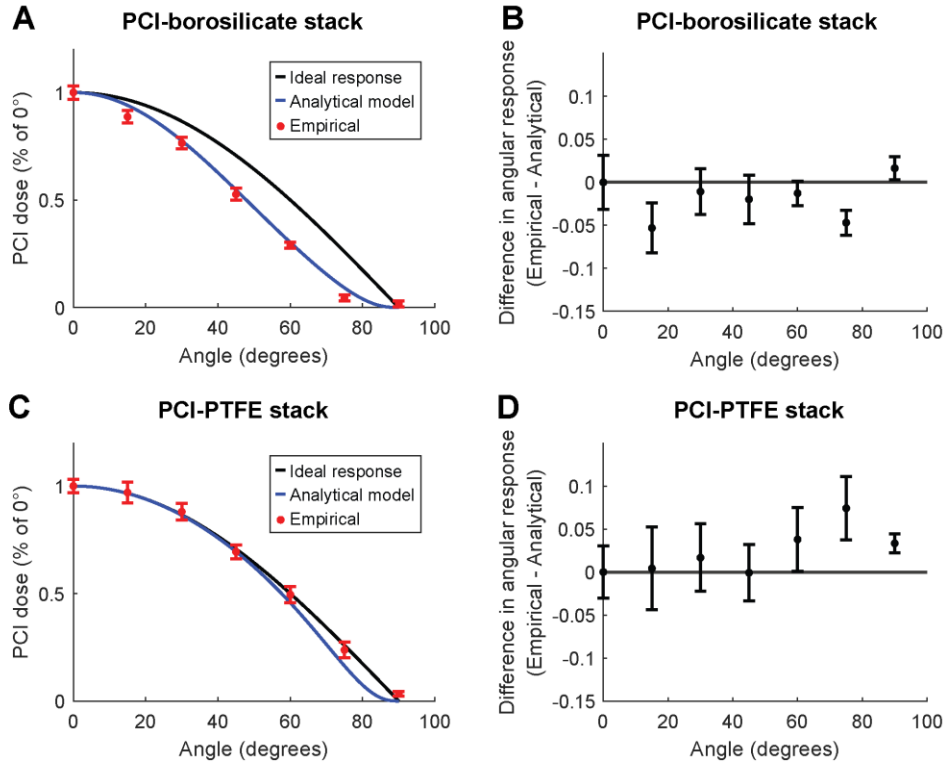 A
PCI-borosilicate stack
PCI dose (% of 0°)
1
0.5
0
Ideal response
Analytical model
Empirical
0
20
40
60
80
100
Angle (degrees)
B
PCI-borosilicate stack
Difference in angular response
(Empirical - Analytical)
0.1
0.05
0
-0.05
-0.1
-0.15
0
20
40
60
80
100
Angle (degrees)
C
PCI-PTFE stack
PCI dose (% of 0°)
1
0.5
0
Ideal response
Analytical model
Empirical
0
20
40
60
80
100
Angle (degrees)
D
PCI-PTFE stack
Difference in angular response
(Empirical - Analytical)
0.1
0.05
0
-0.05
-0.1
-0.15
0
20
40
60
80
100
Angle (degrees)